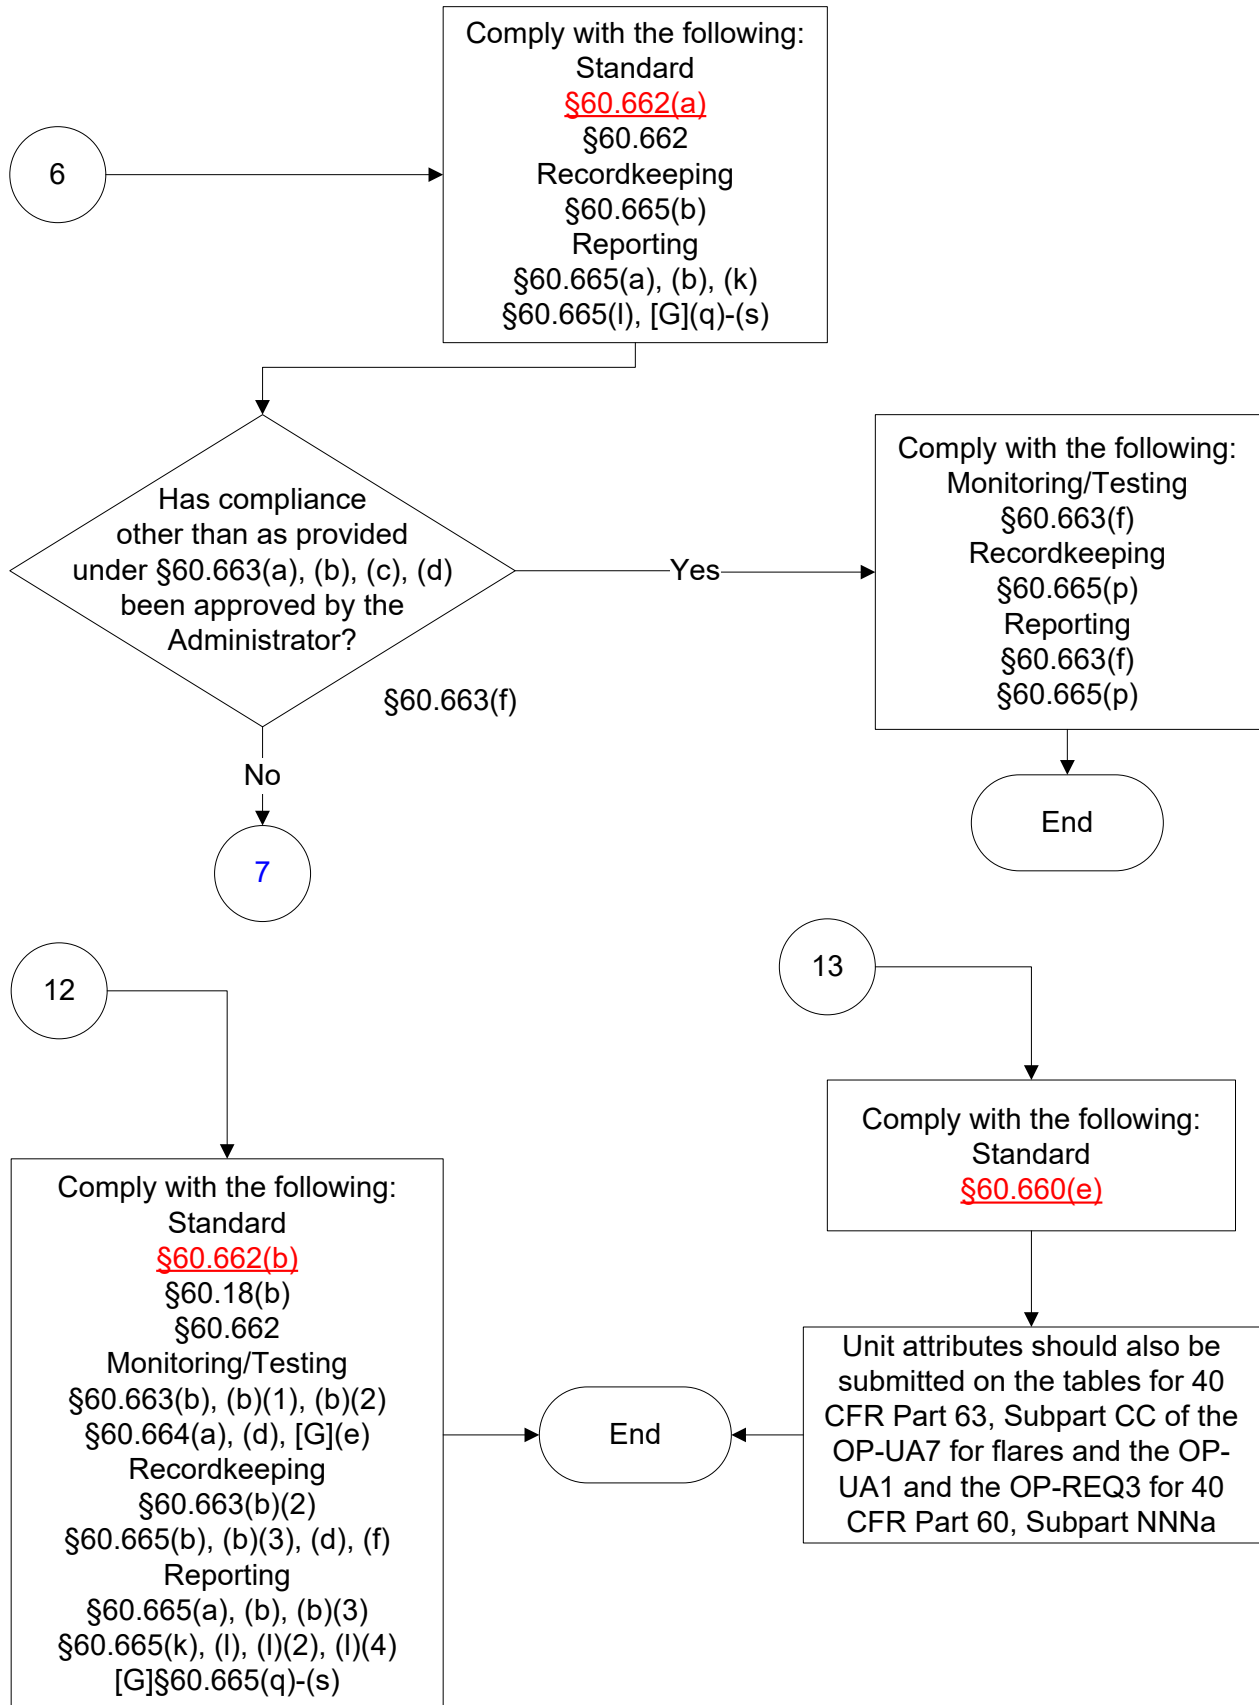 6
Comply with the following:
Standard
§60.662(a)
§60.662
Recordkeeping
§60.665(b)
Reporting
§60.665(a), (b), (k)
§60.665(l), [G](q)-(s)
Has compliance
other than as provided
under §60.663(a), (b), (c), (d)
been approved by the
Administrator?
§60.663(f)
Yes
Comply with the following:
Monitoring/Testing
§60.663(f)
Recordkeeping
§60.665(p)
Reporting
§60.663(f)
§60.665(p)
End
No
7
12
Comply with the following:
Standard
§60.662(b)
§60.18(b)
§60.662
Monitoring/Testing
§60.663(b), (b)(1), (b)(2)
§60.664(a), (d), [G](e)
Recordkeeping
§60.663(b)(2)
§60.665(b), (b)(3), (d), (f)
Reporting
§60.665(a), (b), (b)(3)
§60.665(k), (l), (l)(2), (l)(4)
[G]§60.665(q)-(s)
End
13
Comply with the following:
Standard
§60.660(e)
Unit attributes should also be
submitted on the tables for 40
CFR Part 63, Subpart CC of the
OP-UA7 for flares and the OP-
UA1 and the OP-REQ3 for 40
CFR Part 60, Subpart NNNa